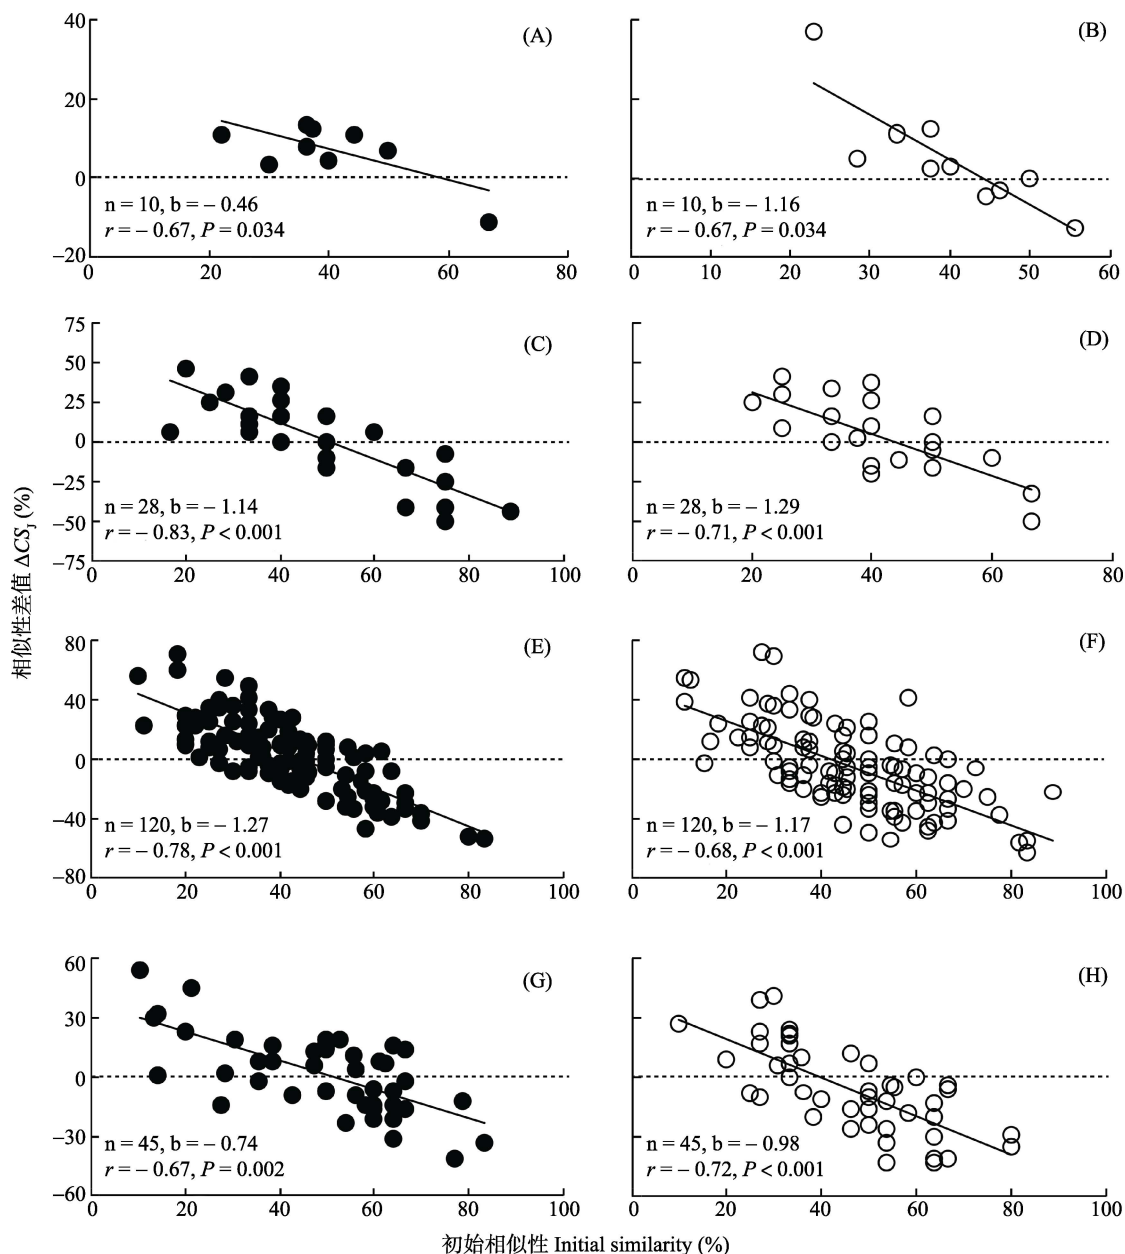 40
20
0
−20
(A)
n = 10, b = − 0.46
r = − 0.67, P = 0.034
0 20 40 60 80
(B)
n = 10, b = − 1.16
r = − 0.67, P = 0.034
0 10 20 30 40 50 60
75
50
25
0
−25
−50
−75
(C)
n = 28, b = − 1.14
r = − 0.83, P < 0.001
0 20 40 60 80 100
(D)
n = 28, b = − 1.29
r = − 0.71, P < 0.001
0 20 40 60 80
相似性差值 ΔCSJ (%)
80
40
0
−40
−80
(E)
n = 120, b = − 1.27
r = − 0.78, P < 0.001
0 20 40 60 80 100
(F)
n = 120, b = − 1.17
r = − 0.68, P < 0.001
0 20 40 60 80 100
60
30
0
−30
−60
(G)
n = 45, b = − 0.74
r = − 0.67, P = 0.002
0 20 40 60 80 100
(H)
n = 45, b = − 0.98
r = − 0.72, P < 0.001
0 20 40 60 80 100
初始相似性 Initial similarity (%)